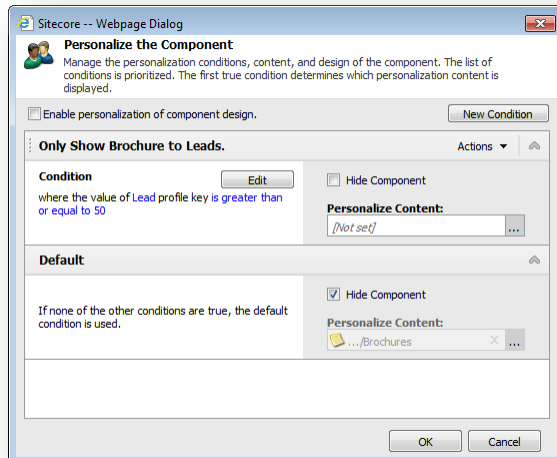 Sitecore -- Webpage Dialog
Personalize the Component
Manage the personalization conditions, content, and design of the component. The list of
conditions is prioritized. The first true condition determines which personalization content is
displayed.
Enable personalization of component design.
New Condition
Only Show Brochure to Leads.
Actions
Condition
Edit
where the value of Lead profile key is greater than
or equal to 50
Hide Component
Personalize Content:
[Not set]
...
Default
If none of the other conditions are true, the default
condition is used.
Hide Component
Personalize Content:
.../Brochures
...
OK
Cancel